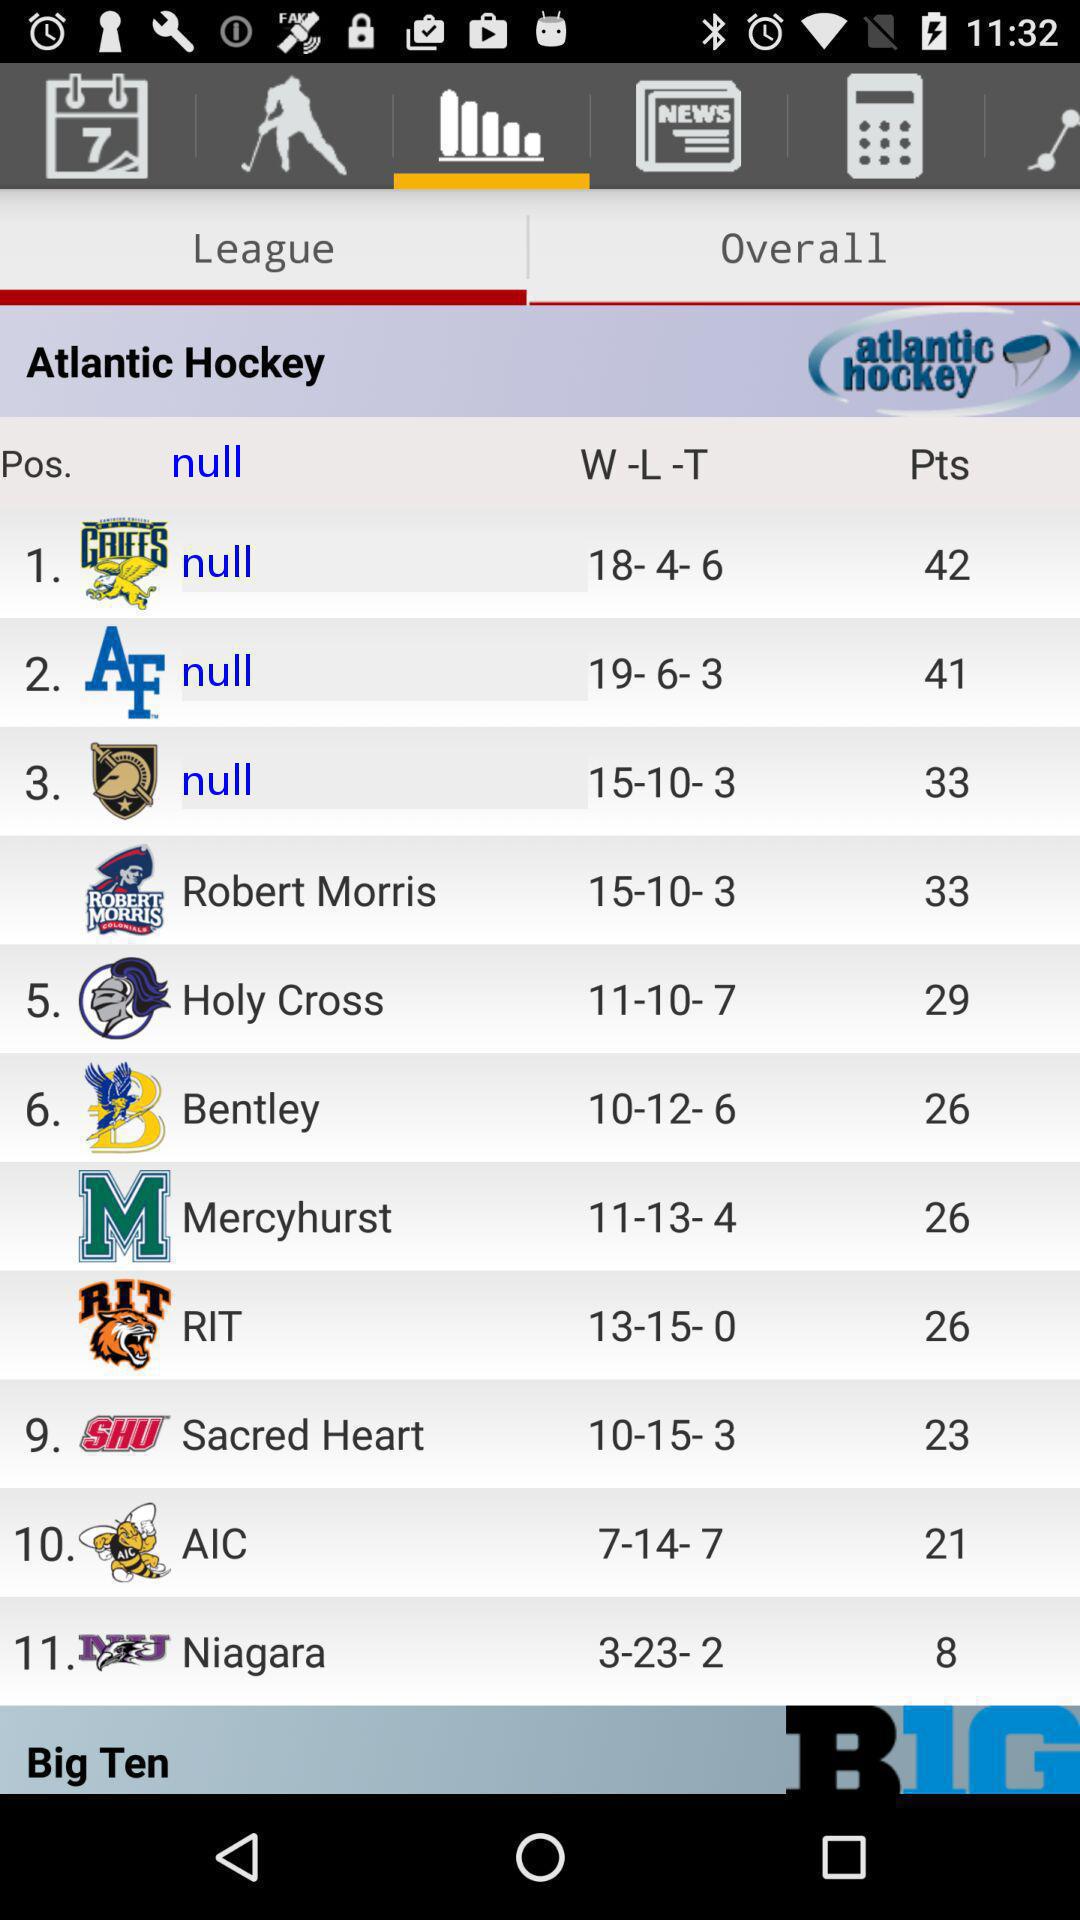 FAKE
11:32
7
NEWS
League Overall
Atlantic Hockey atlantic hockey
Pos. null W -L -T Pts
1. GRIFFS null 18- 4- 6 42
2. AF null 19- 6- 3 41
3. null 15-10- 3 33
ROBERT MORRIS COLONIALS Robert Morris 15-10- 3 33
5. Holy Cross 11-10- 7 29
6. B Bentley 10-12- 6 26
M Mercyhurst 11-13- 4 26
RIT RIT 13-15- 0 26
9. SHU Sacred Heart 10-15- 3 23
10. AIC AIC 7-14- 7 21
11. NU Niagara 3-23- 2 8
Big Ten B1G